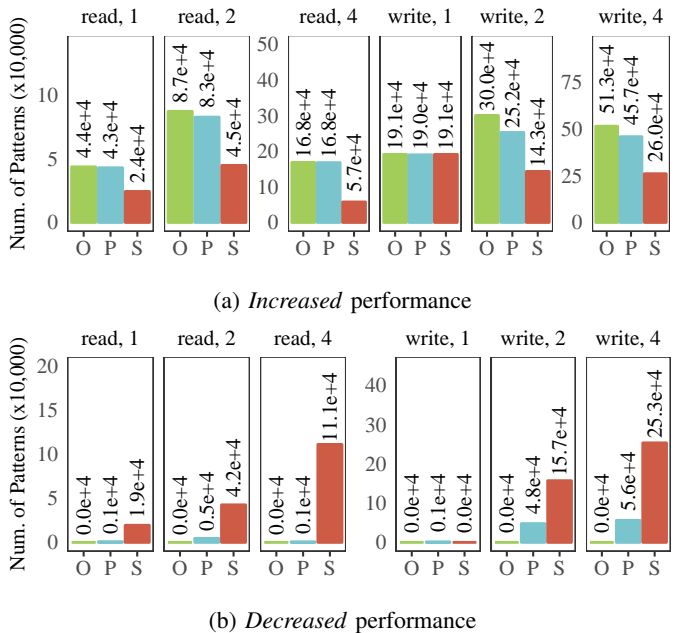 read, 1 read, 2 read, 4 write, 1 write, 2 write, 4
Num. of Patterns (x10,000)
10
5
0
4.4e+4 4.3e+4 2.4e+4
8.7e+4 8.3e+4 4.5e+4
50
40
30
20
10
0
16.8e+4 16.8e+4 5.7e+4
19.1e+4 19.0e+4 19.1e+4
30.0e+4 25.2e+4 14.3e+4
75
50
25
0
51.3e+4 45.7e+4 26.0e+4
O P S O P S O P S O P S O P S O P S
(a) Increased performance
read, 1 read, 2 read, 4 write, 1 write, 2 write, 4
Num. of Patterns (x10,000)
20
15
10
5
0
0.0e+4 0.1e+4 1.9e+4
0.0e+4 0.5e+4 4.2e+4
0.0e+4 0.1e+4 11.1e+4
40
30
20
10
0
0.0e+4 0.1e+4 0.0e+4
0.0e+4 4.8e+4 15.7e+4
0.0e+4 5.6e+4 25.3e+4
O P S O P S O P S O P S O P S O P S
(b) Decreased performance